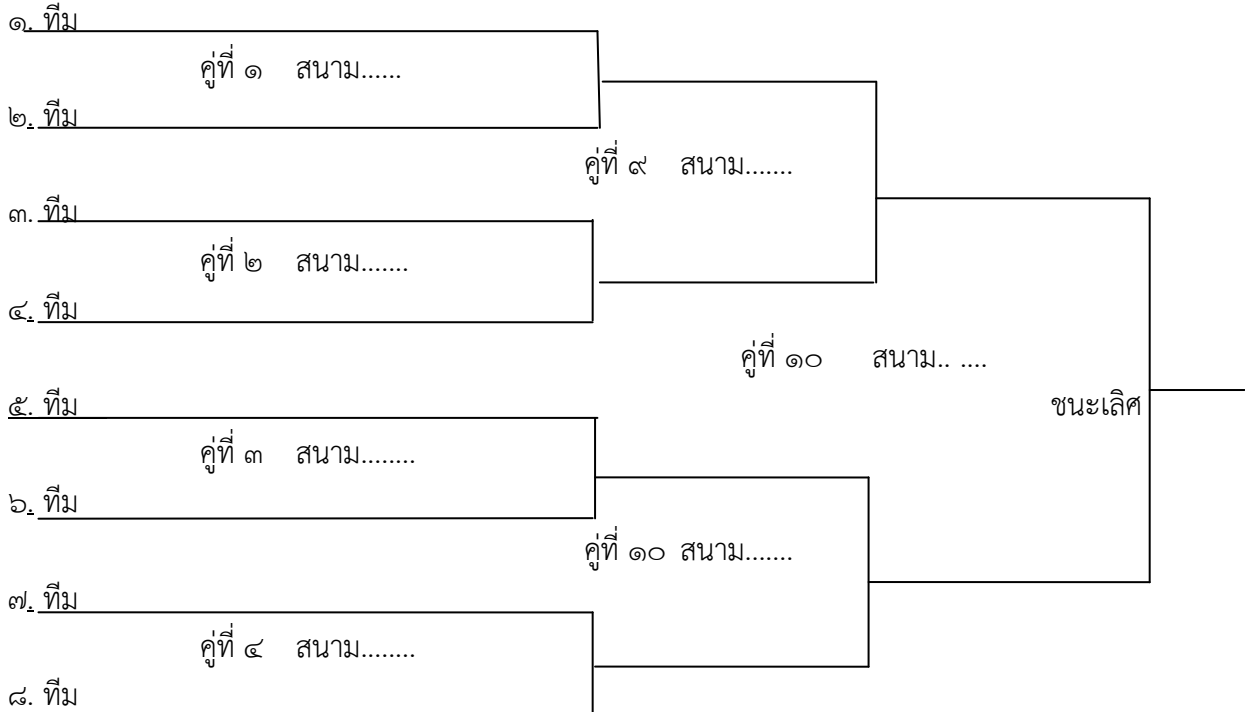 ๑. ทีม
คู่ที่ ๑ สนาม......
๒. ทีม
คู่ที่ ๙ สนาม.......
๓. ทีม
คู่ที่ ๒ สนาม.......
๔. ทีม
คู่ที่ ๑๐ สนาม.. ....
๕. ทีม
ชนะเลิศ
คู่ที่ ๓ สนาม........
๖. ทีม
คู่ที่ ๑๐ สนาม.......
๗. ทีม
คู่ที่ ๔ สนาม........
๘. ทีม